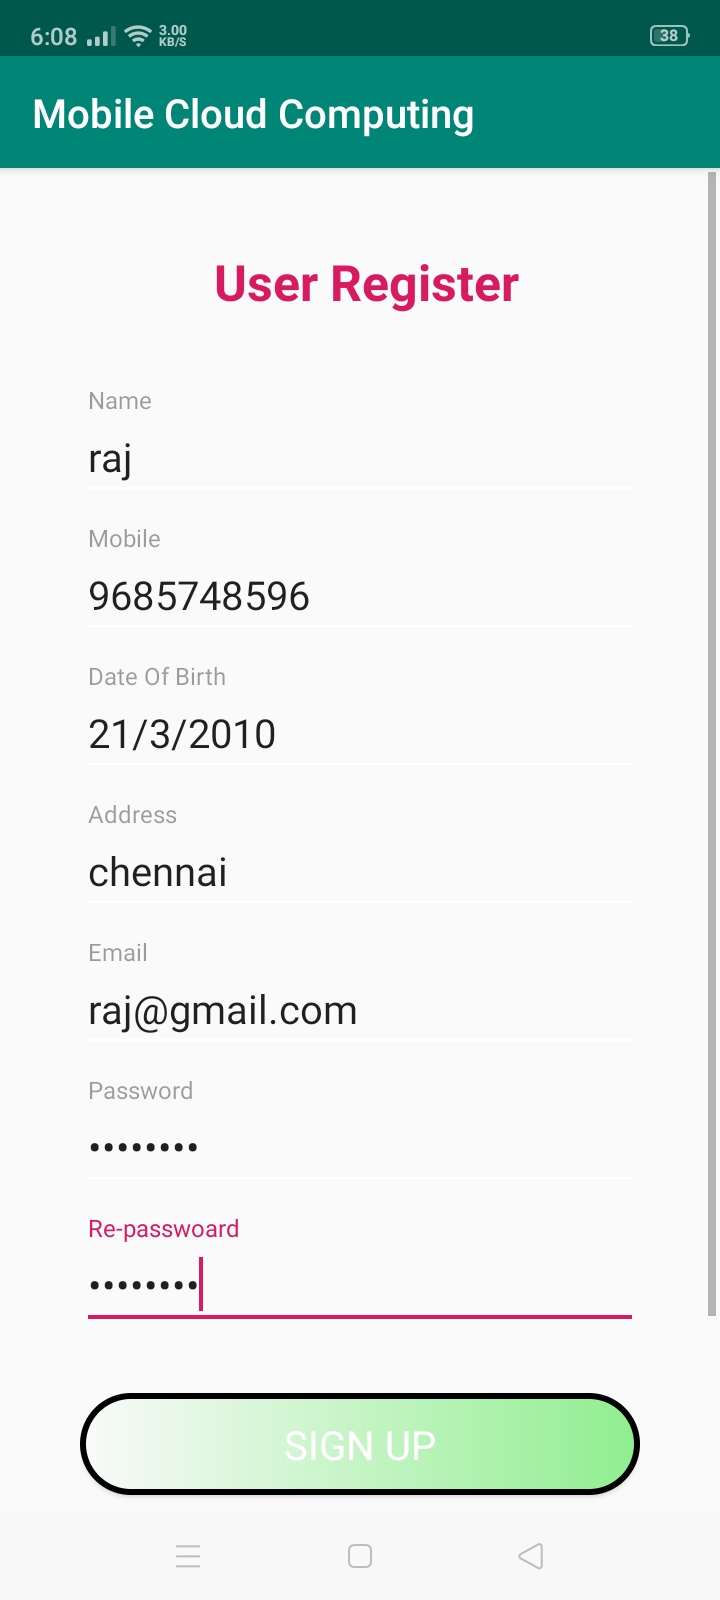 6:08 3.00 KB/S 38
Mobile Cloud Computing
User Register
Name
raj
Mobile
9685748596
Date Of Birth
21/3/2010
Address
chennai
Email
raj@gmail.com
Password
••••••••
Re-passwoard
••••••••
SIGN UP